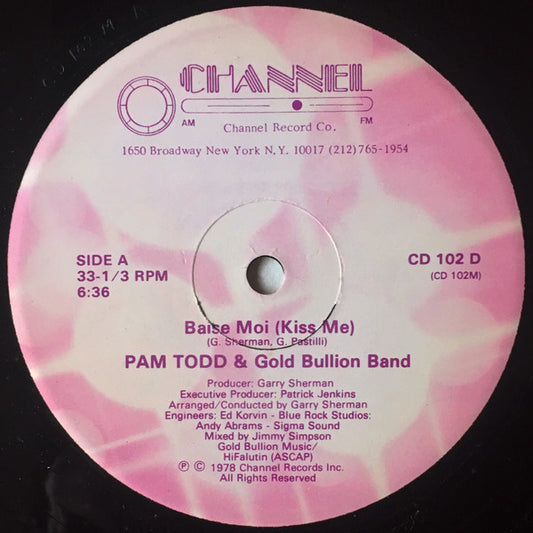 CHANNEL
AM FM
Channel Record Co.
1650 Broadway New York N.Y. 10017 (212)765-1954
SIDE A
33-1/3 RPM
6:36
CD 102 D
(CD 102M)
Baise Moi (Kiss Me)
(G. Sherman, G. Pastilli)
PAM TODD & Gold Bullion Band
Producer: Garry Sherman
Executive Producer: Patrick Jenkins
Arranged/Conducted by Garry Sherman
Engineers: Ed Korvin - Blue Rock Studios:
Andy Abrams - Sigma Sound
Mixed by Jimmy Simpson
Gold Bullion Music/
HiFalutin (ASCAP)
℗ © 1978 Channel Records Inc.
All Rights Reserved